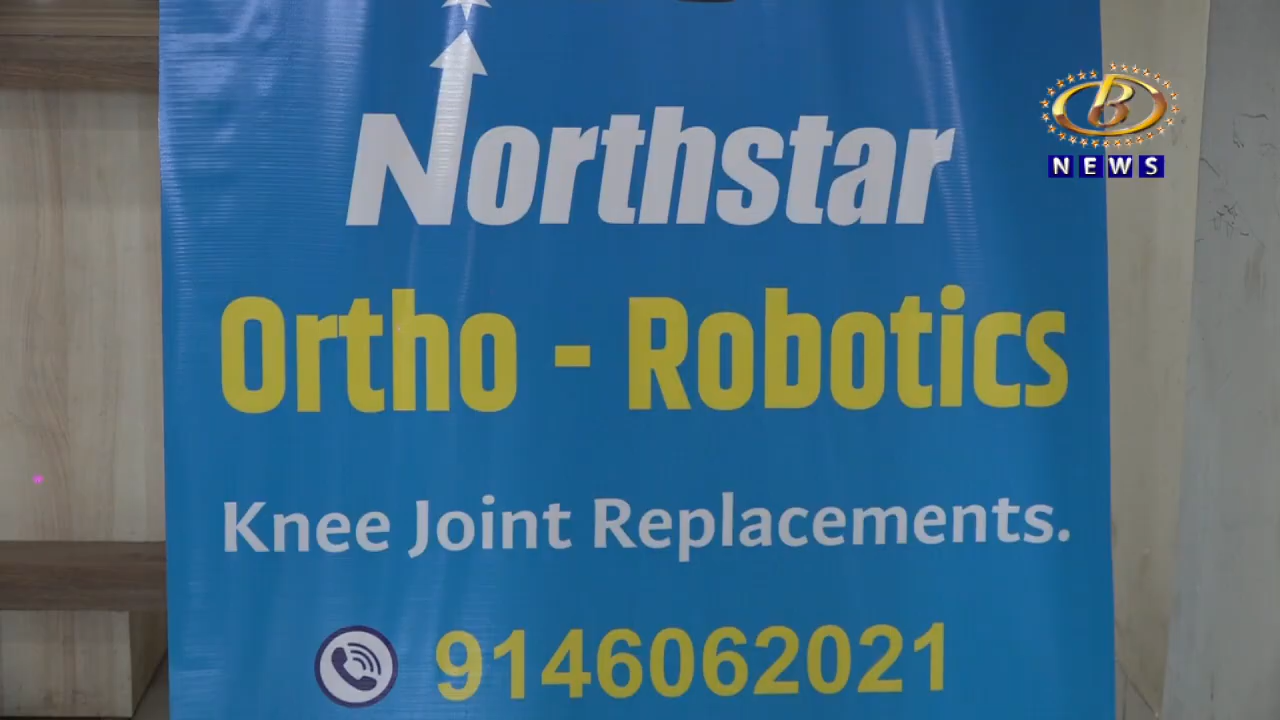 Northstar
B
NEWS
Ortho - Robotics
Knee Joint Replacements.
9146062021